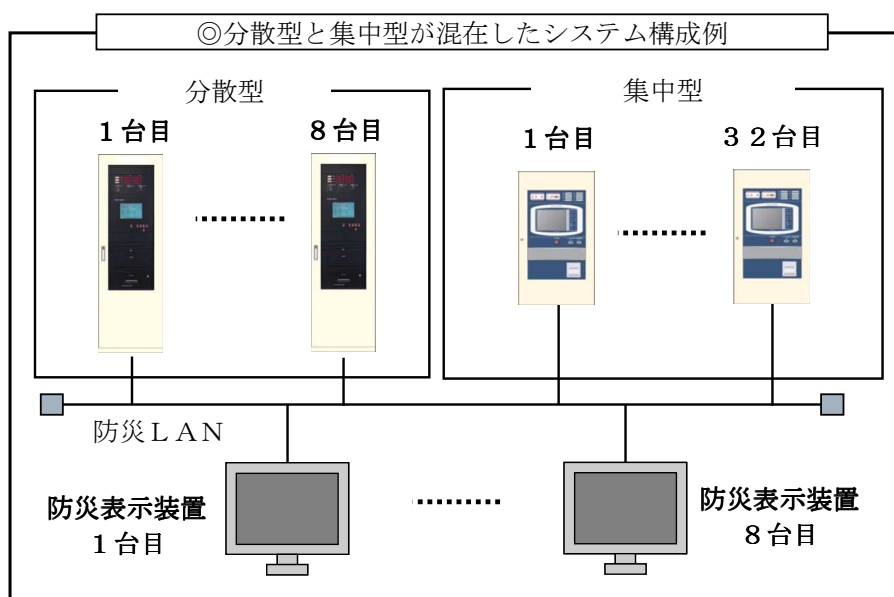 ◎分散型と集中型が混在したシステム構成例
分散型
集中型
１台目
８台目
１台目
３２台目
防災ＬＡＮ
防災表示装置
１台目
防災表示装置
８台目